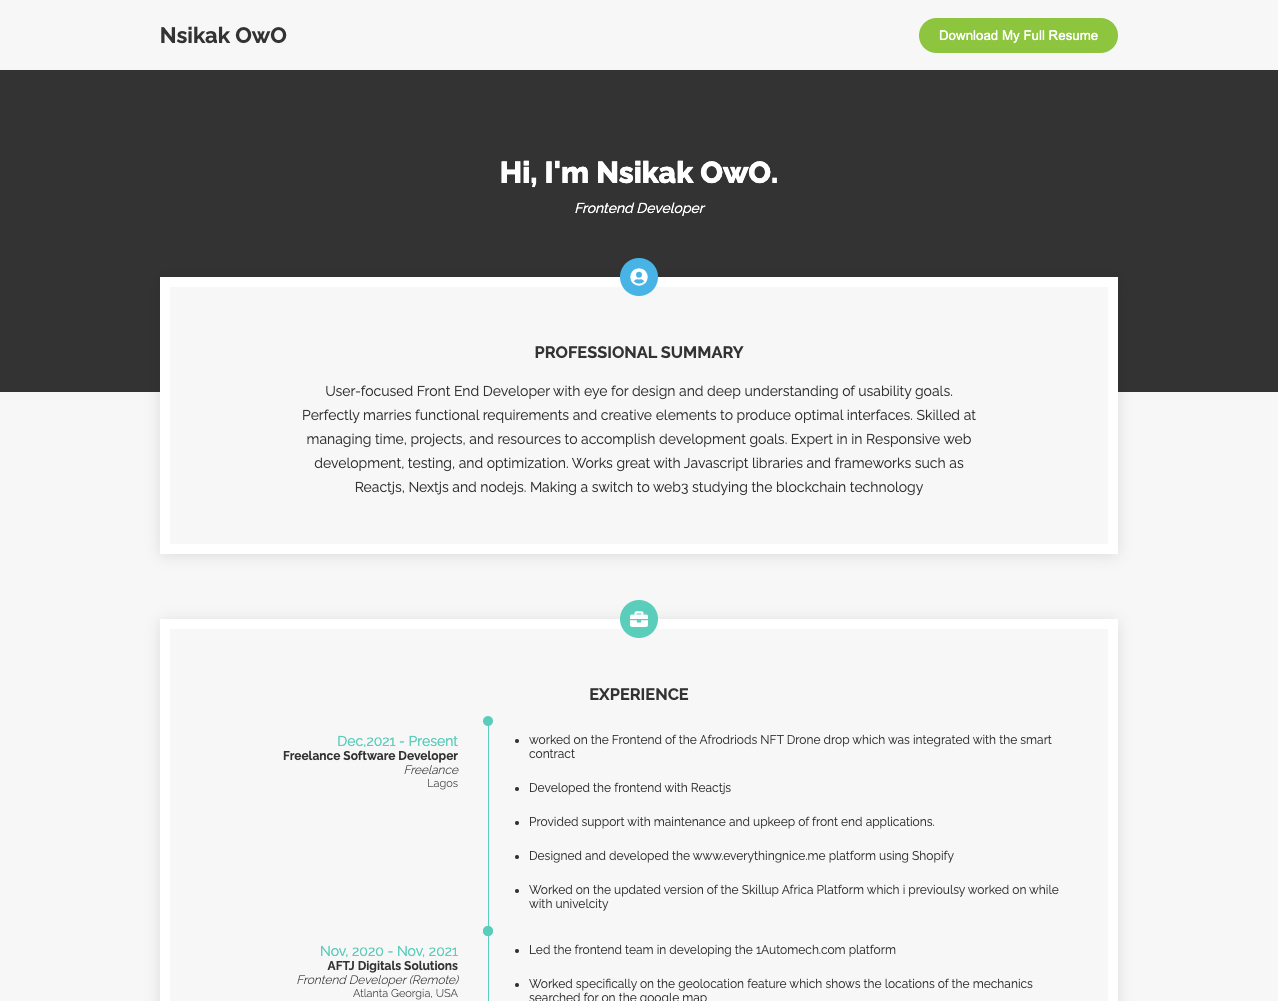 Nsikak OwO
Download My Full Resume
Hi, I'm Nsikak OwO.
Frontend Developer
PROFESSIONAL SUMMARY
User-focused Front End Developer with eye for design and deep understanding of usability goals.
Perfectly marries functional requirements and creative elements to produce optimal interfaces. Skilled at
managing time, projects, and resources to accomplish development goals. Expert in in Responsive web
development, testing, and optimization. Works great with Javascript libraries and frameworks such as
Reactjs, Nextjs and nodejs. Making a switch to web3 studying the blockchain technology
EXPERIENCE
Dec,2021 - Present
Freelance Software Developer
Freelance
Lagos
worked on the Frontend of the Afrodriods NFT Drone drop which was integrated with the smart
contract
Developed the frontend with Reactjs
Provided support with maintenance and upkeep of front end applications.
Designed and developed the www.everythingnice.me platform using Shopify
Worked on the updated version of the Skillup Africa Platform which i previoulsy worked on while
with univelcity
Nov, 2020 - Nov, 2021
AFTJ Digitals Solutions
Frontend Developer (Remote)
Atlanta Georgia, USA
Led the frontend team in developing the 1Automech.com platform
Worked specifically on the geolocation feature which shows the locations of the mechanics
searched for on the google map